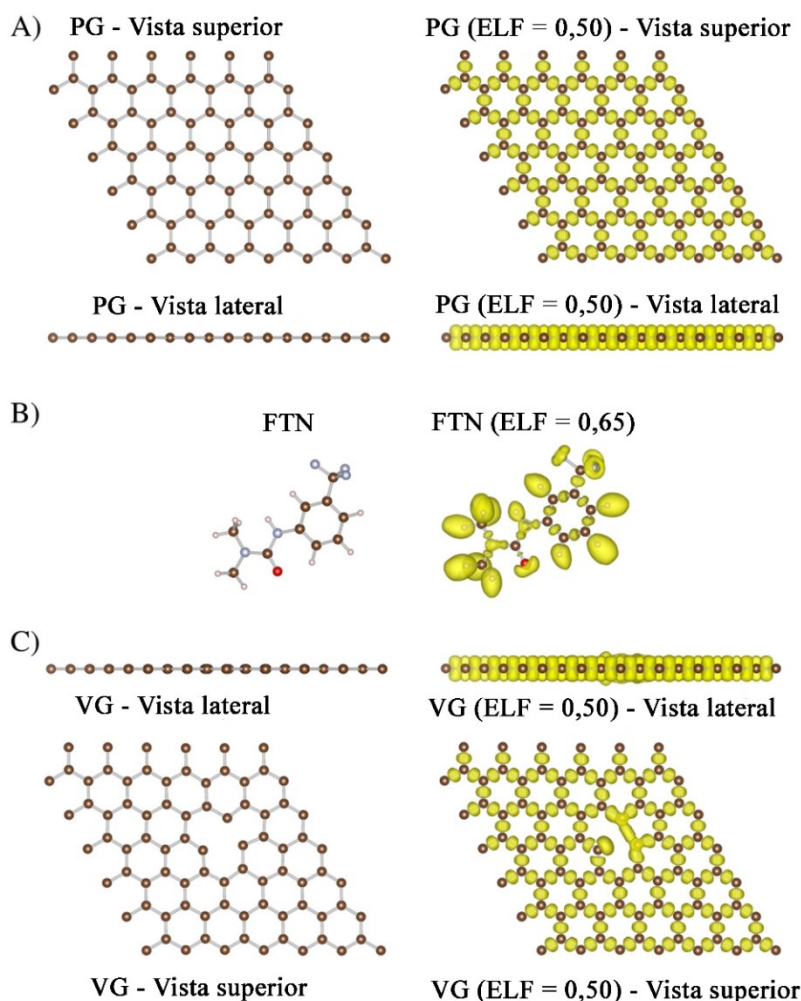 A)
PG - Vista superior
PG (ELF = 0,50) - Vista superior
PG - Vista lateral
PG (ELF = 0,50) - Vista lateral
B)
FTN
FTN (ELF = 0,65)
C)
VG - Vista lateral
VG (ELF = 0,50) - Vista lateral
VG - Vista superior
VG (ELF = 0,50) - Vista superior